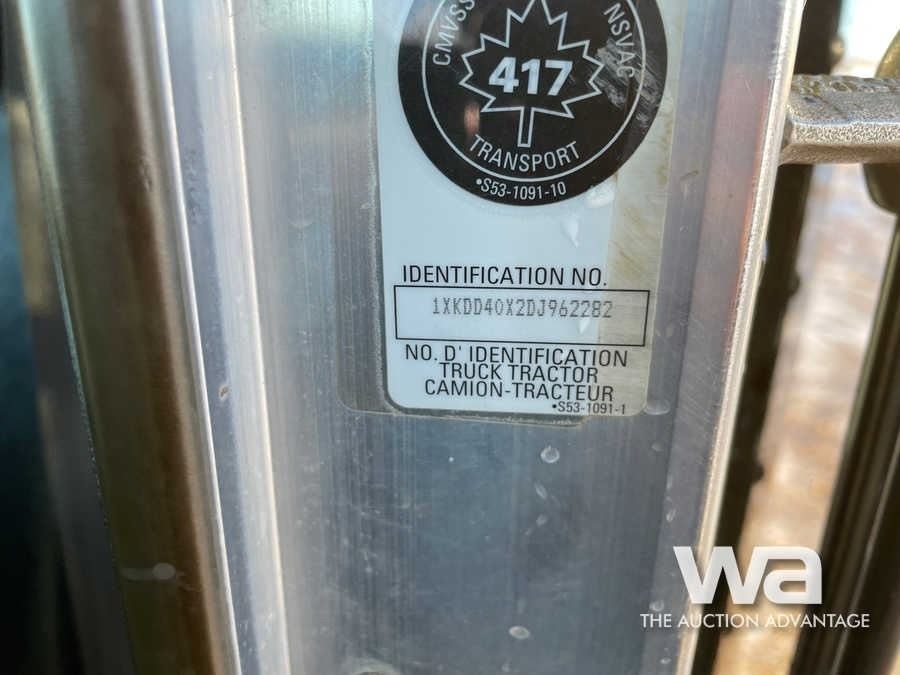 CMVSS
NSVAC
417
TRANSPORT
•S53-1091-10
IDENTIFICATION NO.
1XKDD40X2DJ962282
NO. D' IDENTIFICATION
TRUCK TRACTOR
CAMION-TRACTEUR
•S53-1091-1
wa
THE AUCTION ADVANTAGE